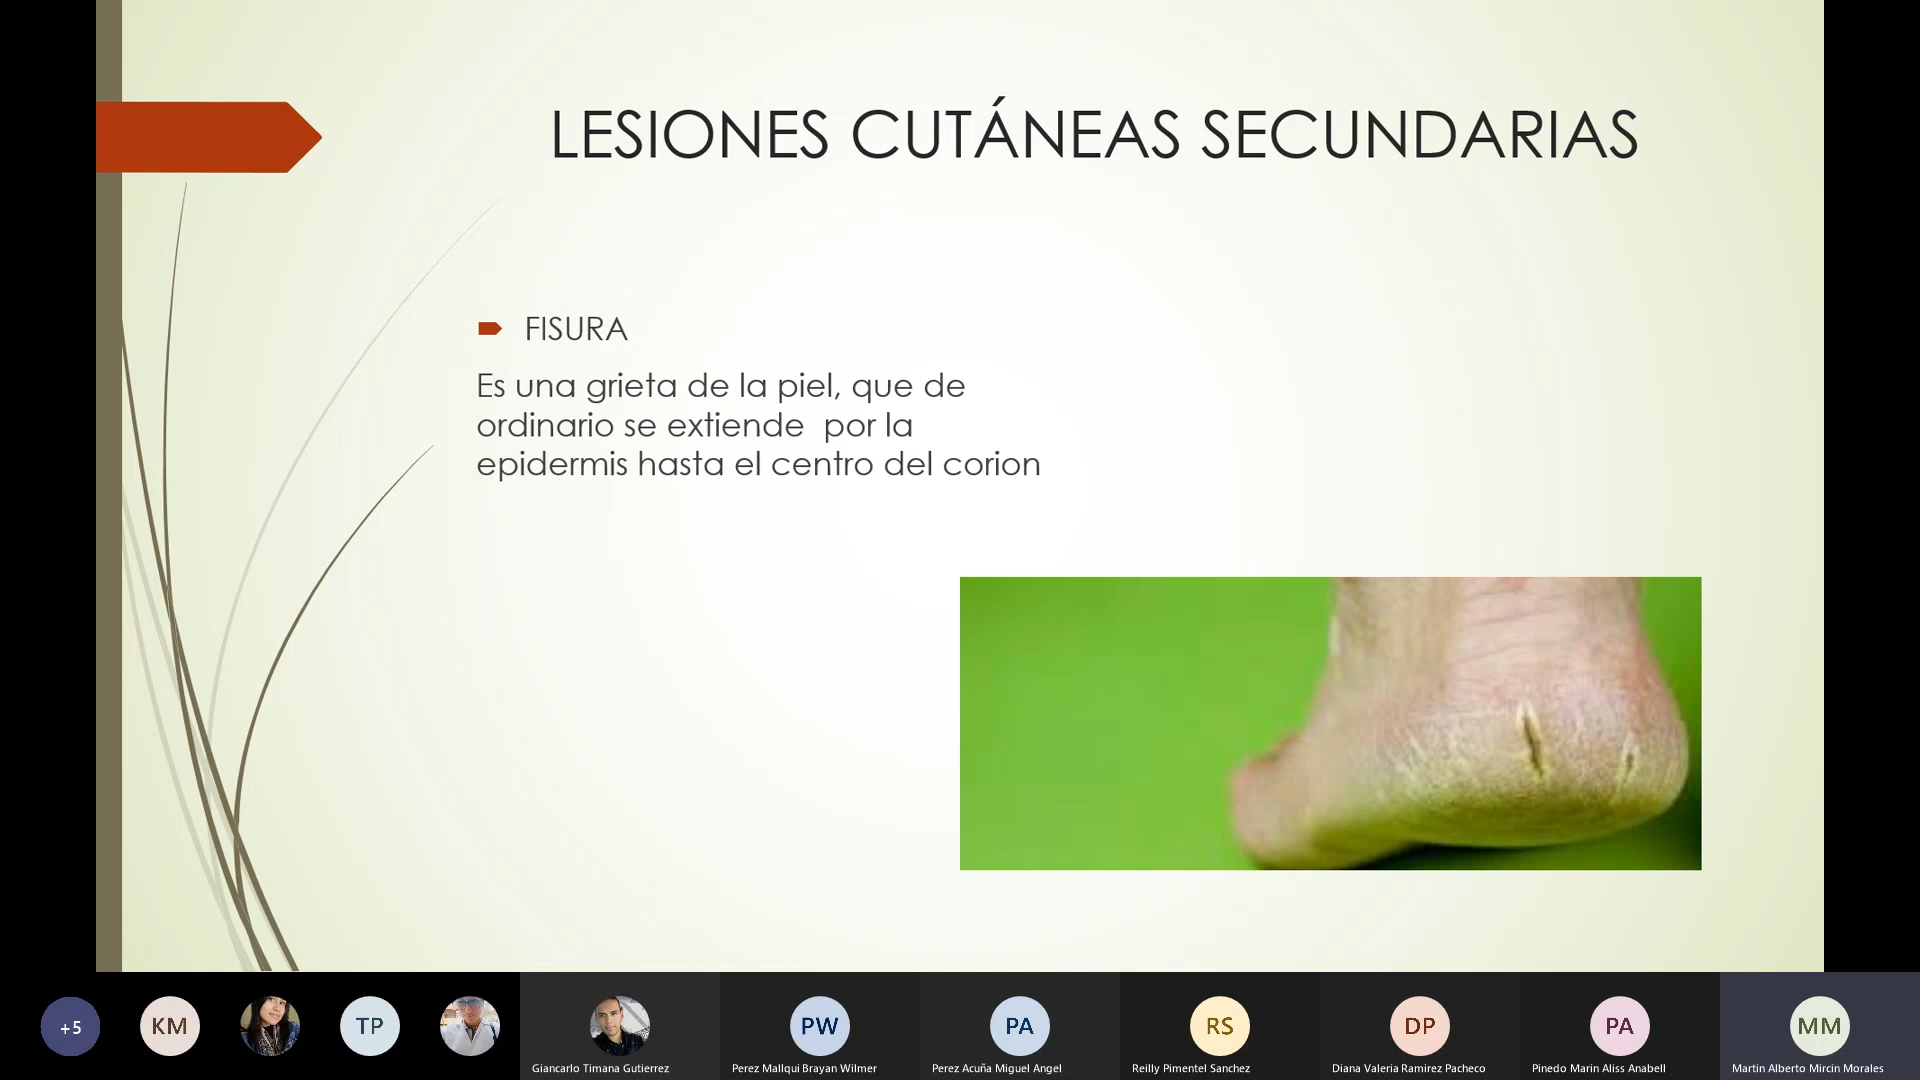 LESIONES CUTÁNEAS SECUNDARIAS
FISURA
Es una grieta de la piel, que de
ordinario se extiende  por la
epidermis hasta el centro del corion
+5
KM
TP
PW
PA
RS
DP
PA
MM
Giancarlo Timana Gutierrez
Perez Mallqui Brayan Wilmer
Perez Acuña Miguel Angel
Reilly Pimentel Sanchez
Diana Valeria Ramirez Pacheco
Pinedo Marin Aliss Anabell
Martin Alberto Mircin Morales